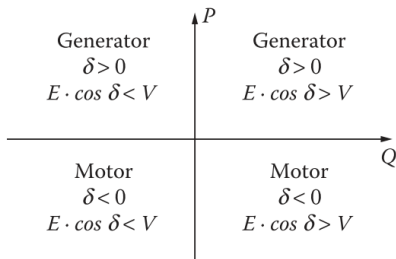 P
Generator
δ > 0
E · cos δ < V
Generator
δ > 0
E · cos δ > V
Q
Motor
δ < 0
E · cos δ < V
Motor
δ < 0
E · cos δ > V